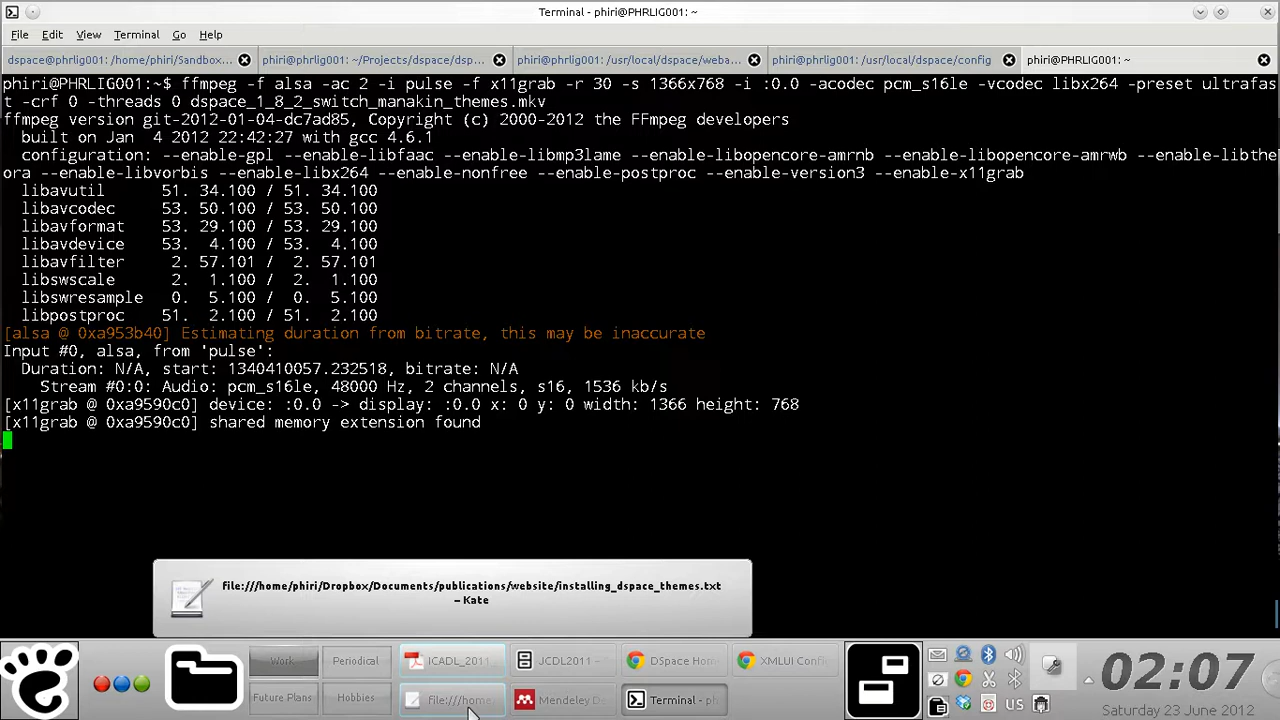 Terminal - phiri@PHRLIG001: ~
File Edit View Terminal Go Help
dspace@phrlig001: /home/phiri/Sandbox... phiri@phrlig001: ~/Projects/dspace/dsp... phiri@phrlig001: /usr/local/dspace/weba... phiri@phrlig001: /usr/local/dspace/config phiri@PHRLIG001: ~
phiri@PHRLIG001:~$ ffmpeg -f alsa -ac 2 -i pulse -f x11grab -r 30 -s 1366x768 -i :0.0 -acodec pcm_s16le -vcodec libx264 -preset ultrafas
t -crf 0 -threads 0 dspace_1_8_2_switch_manakin_themes.mkv
ffmpeg version git-2012-01-04-dc7ad85, Copyright (c) 2000-2012 the FFmpeg developers
built on Jan 4 2012 22:42:27 with gcc 4.6.1
configuration: --enable-gpl --enable-libfaac --enable-libmp3lame --enable-libopencore-amrnb --enable-libopencore-amrwb --enable-libthe
ora --enable-libvorbis --enable-libx264 --enable-nonfree --enable-postproc --enable-version3 --enable-x11grab
libavutil 51. 34.100 / 51. 34.100
libavcodec 53. 50.100 / 53. 50.100
libavformat 53. 29.100 / 53. 29.100
libavdevice 53. 4.100 / 53. 4.100
libavfilter 2. 57.101 / 2. 57.101
libswscale 2. 1.100 / 2. 1.100
libswresample 0. 5.100 / 0. 5.100
libpostproc 51. 2.100 / 51. 2.100
[alsa @ 0xa953b40] Estimating duration from bitrate, this may be inaccurate
Input #0, alsa, from 'pulse':
Duration: N/A, start: 1340410057.232518, bitrate: N/A
Stream #0:0: Audio: pcm_s16le, 48000 Hz, 2 channels, s16, 1536 kb/s
[x11grab @ 0xa9590c0] device: :0.0 -> display: :0.0 x: 0 y: 0 width: 1366 height: 768
[x11grab @ 0xa9590c0] shared memory extension found
file:///home/phiri/Dropbox/Documents/publications/website/installing_dspace_themes.txt
– Kate
Work Periodical ICADL_2011 JCDL2011 – DSpace Hom XMLUI Confi
Future Plans Hobbies file:///home Mendeley De Terminal - ph
US
02:07
Saturday 23 June 2012